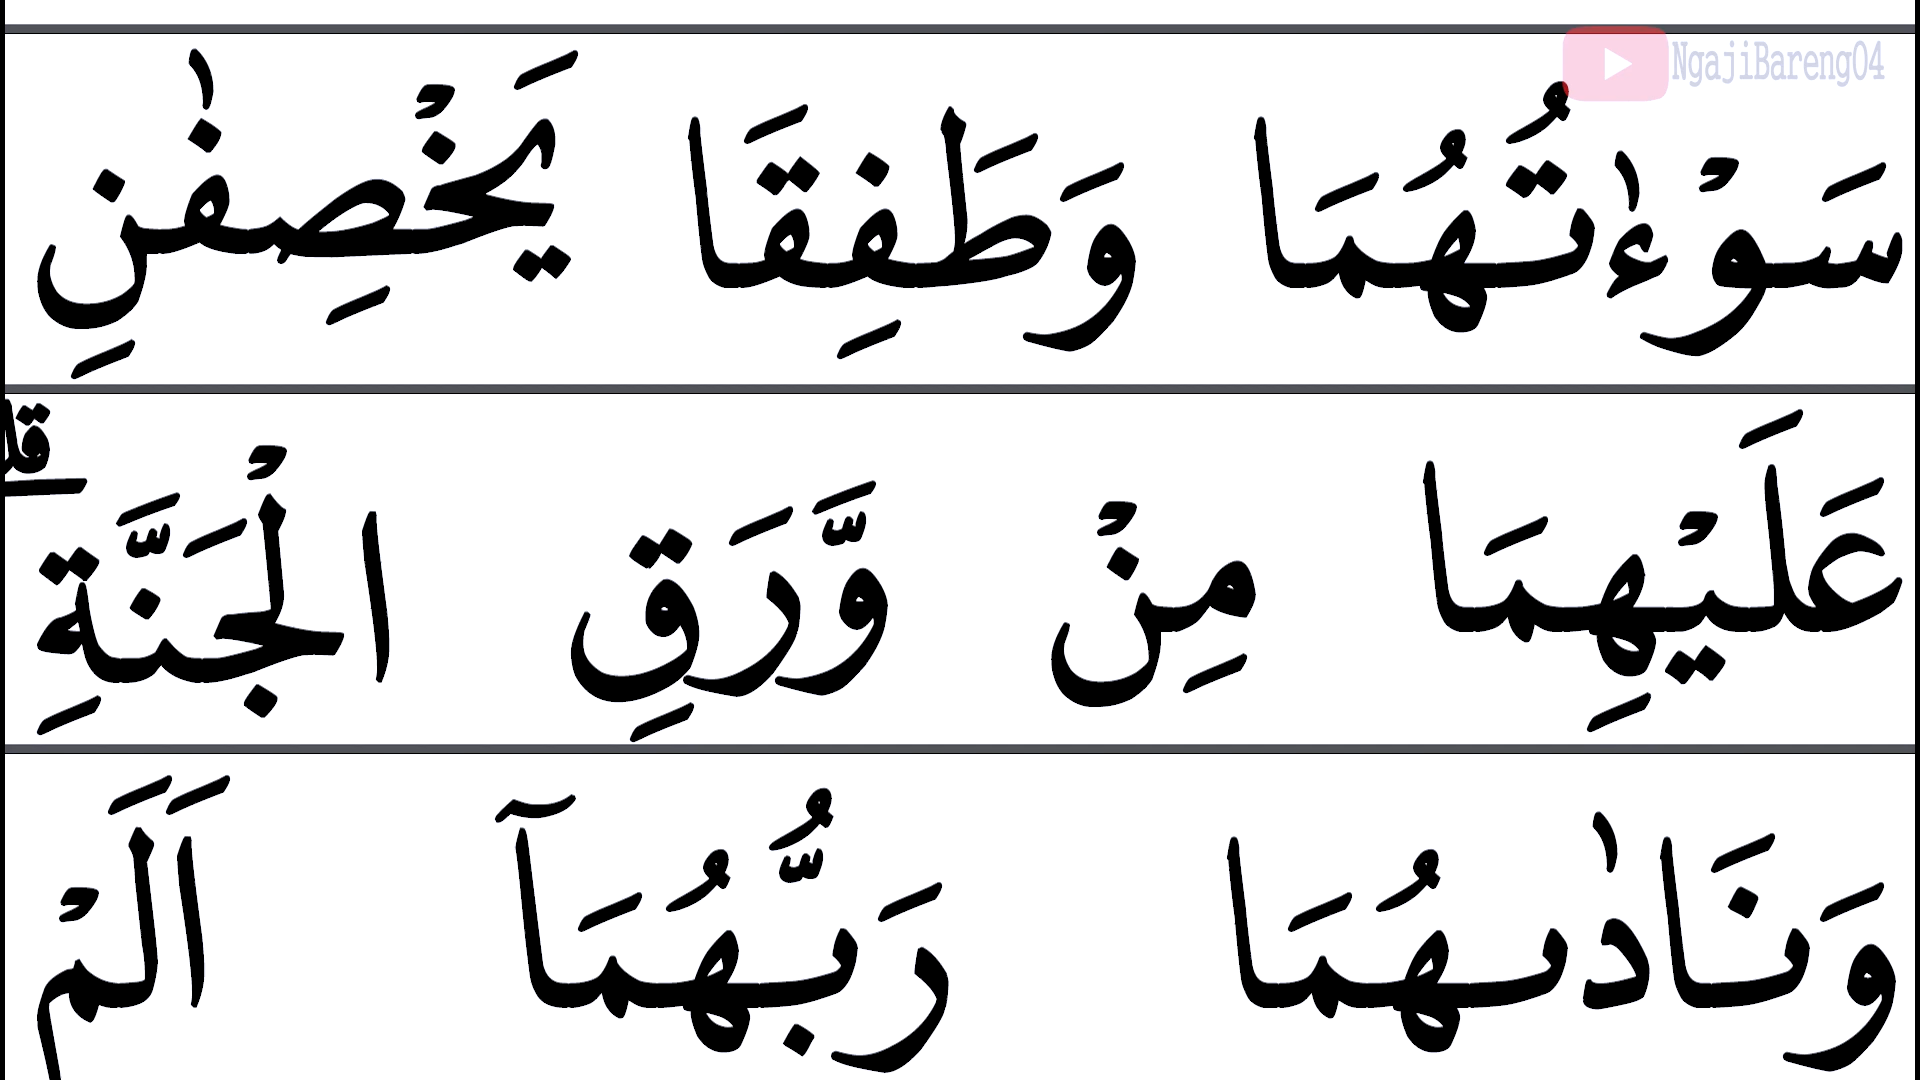 NgajiBareng04
سَوْءٰتُهُمَا وَطَفِقَا يَخْصِفٰنِ
عَلَيْهِمَا مِنْ وَّرَقِ الْجَنَّةِۗ
وَنَادٰىهُمَا رَبُّهُمَآ اَلَمْ